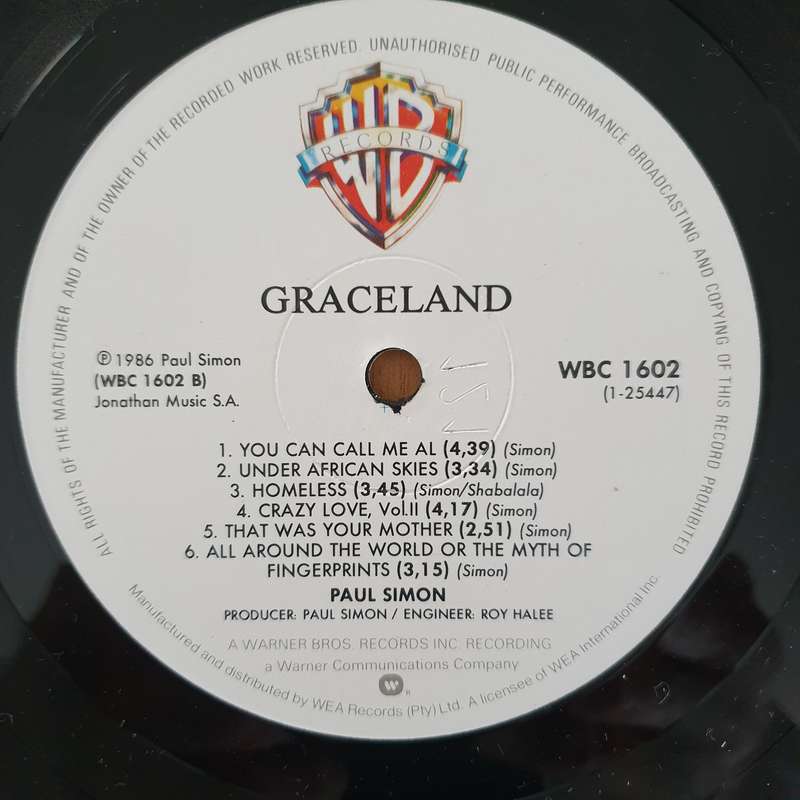 ALL RIGHTS OF THE MANUFACTURER AND OF THE OWNER OF THE RECORDED WORK RESERVED. UNAUTHORISED PUBLIC PERFORMANCE BROADCASTING AND COPYING OF THIS RECORD PROHIBITED
WB
RECORDS
GRACELAND
℗ 1986 Paul Simon
(WBC 1602 B)
Jonathan Music S.A.
WBC 1602
(1-25447)
1. YOU CAN CALL ME AL (4,39) (Simon)
2. UNDER AFRICAN SKIES (3,34) (Simon)
3. HOMELESS (3,45) (Simon/Shabalala)
4. CRAZY LOVE, Vol.II (4,17) (Simon)
5. THAT WAS YOUR MOTHER (2,51) (Simon)
6. ALL AROUND THE WORLD OR THE MYTH OF
FINGERPRINTS (3,15) (Simon)
PAUL SIMON
PRODUCER: PAUL SIMON / ENGINEER: ROY HALEE
A WARNER BROS. RECORDS INC. RECORDING
a Warner Communications Company
Manufactured and distributed by WEA Records (Pty) Ltd. A licensee of WEA International Inc.